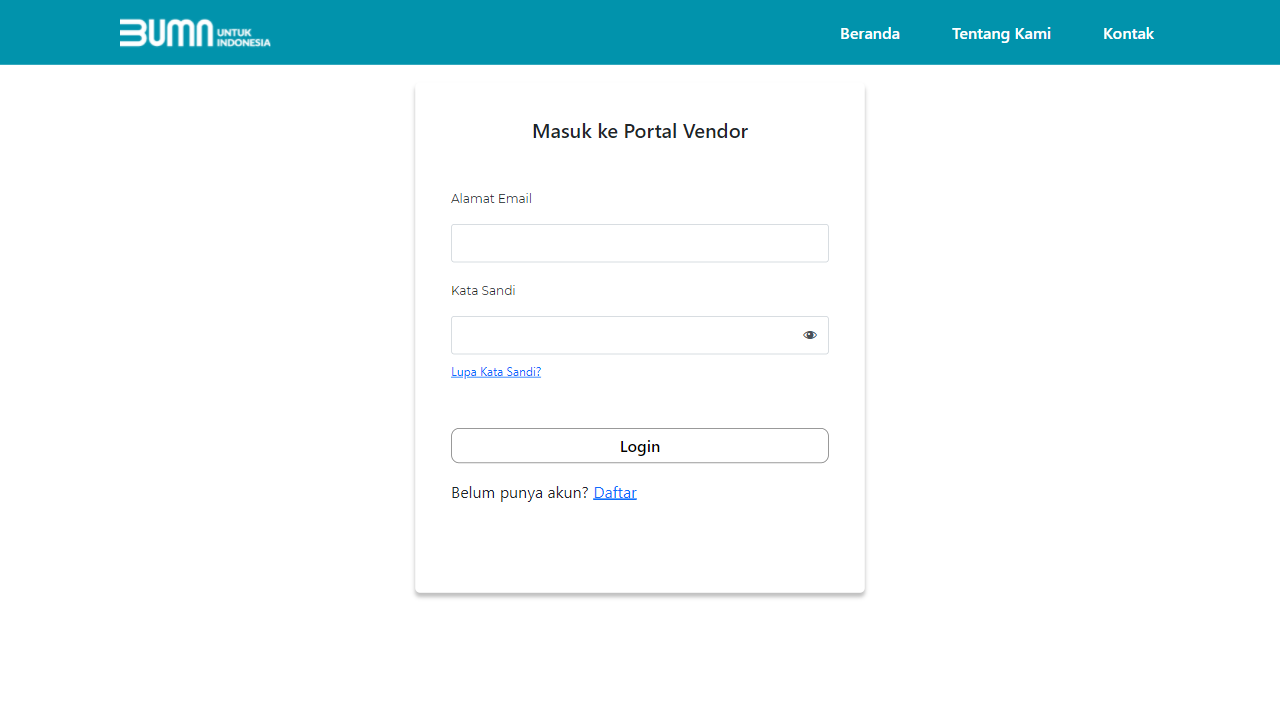 BUMN UNTUK INDONESIA
Beranda
Tentang Kami
Kontak
Masuk ke Portal Vendor
Alamat Email
Kata Sandi
Lupa Kata Sandi?
Login
Belum punya akun? Daftar